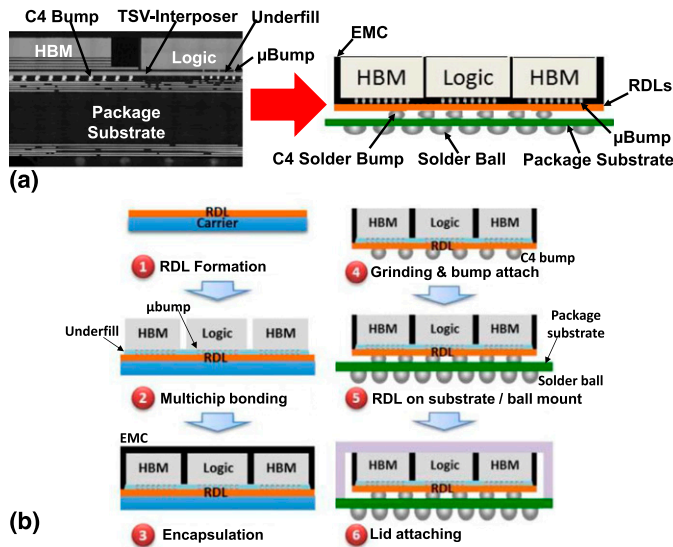 C4 Bump
TSV-Interposer
Underfill
HBM
Logic
µBump
Package
Substrate
EMC
HBM
Logic
HBM
RDLs
µBump
C4 Solder Bump
Solder Ball
Package Substrate
(a)
RDL
Carrier
1 RDL Formation
µbump
Underfill
HBM
Logic
HBM
RDL
2 Multichip bonding
EMC
HBM
Logic
HBM
RDL
3 Encapsulation
HBM
Logic
HBM
RDL
C4 bump
4 Grinding & bump attach
Package
substrate
HBM
Logic
HBM
RDL
Solder ball
5 RDL on substrate / ball mount
HBM
Logic
HBM
RDL
6 Lid attaching
(b)